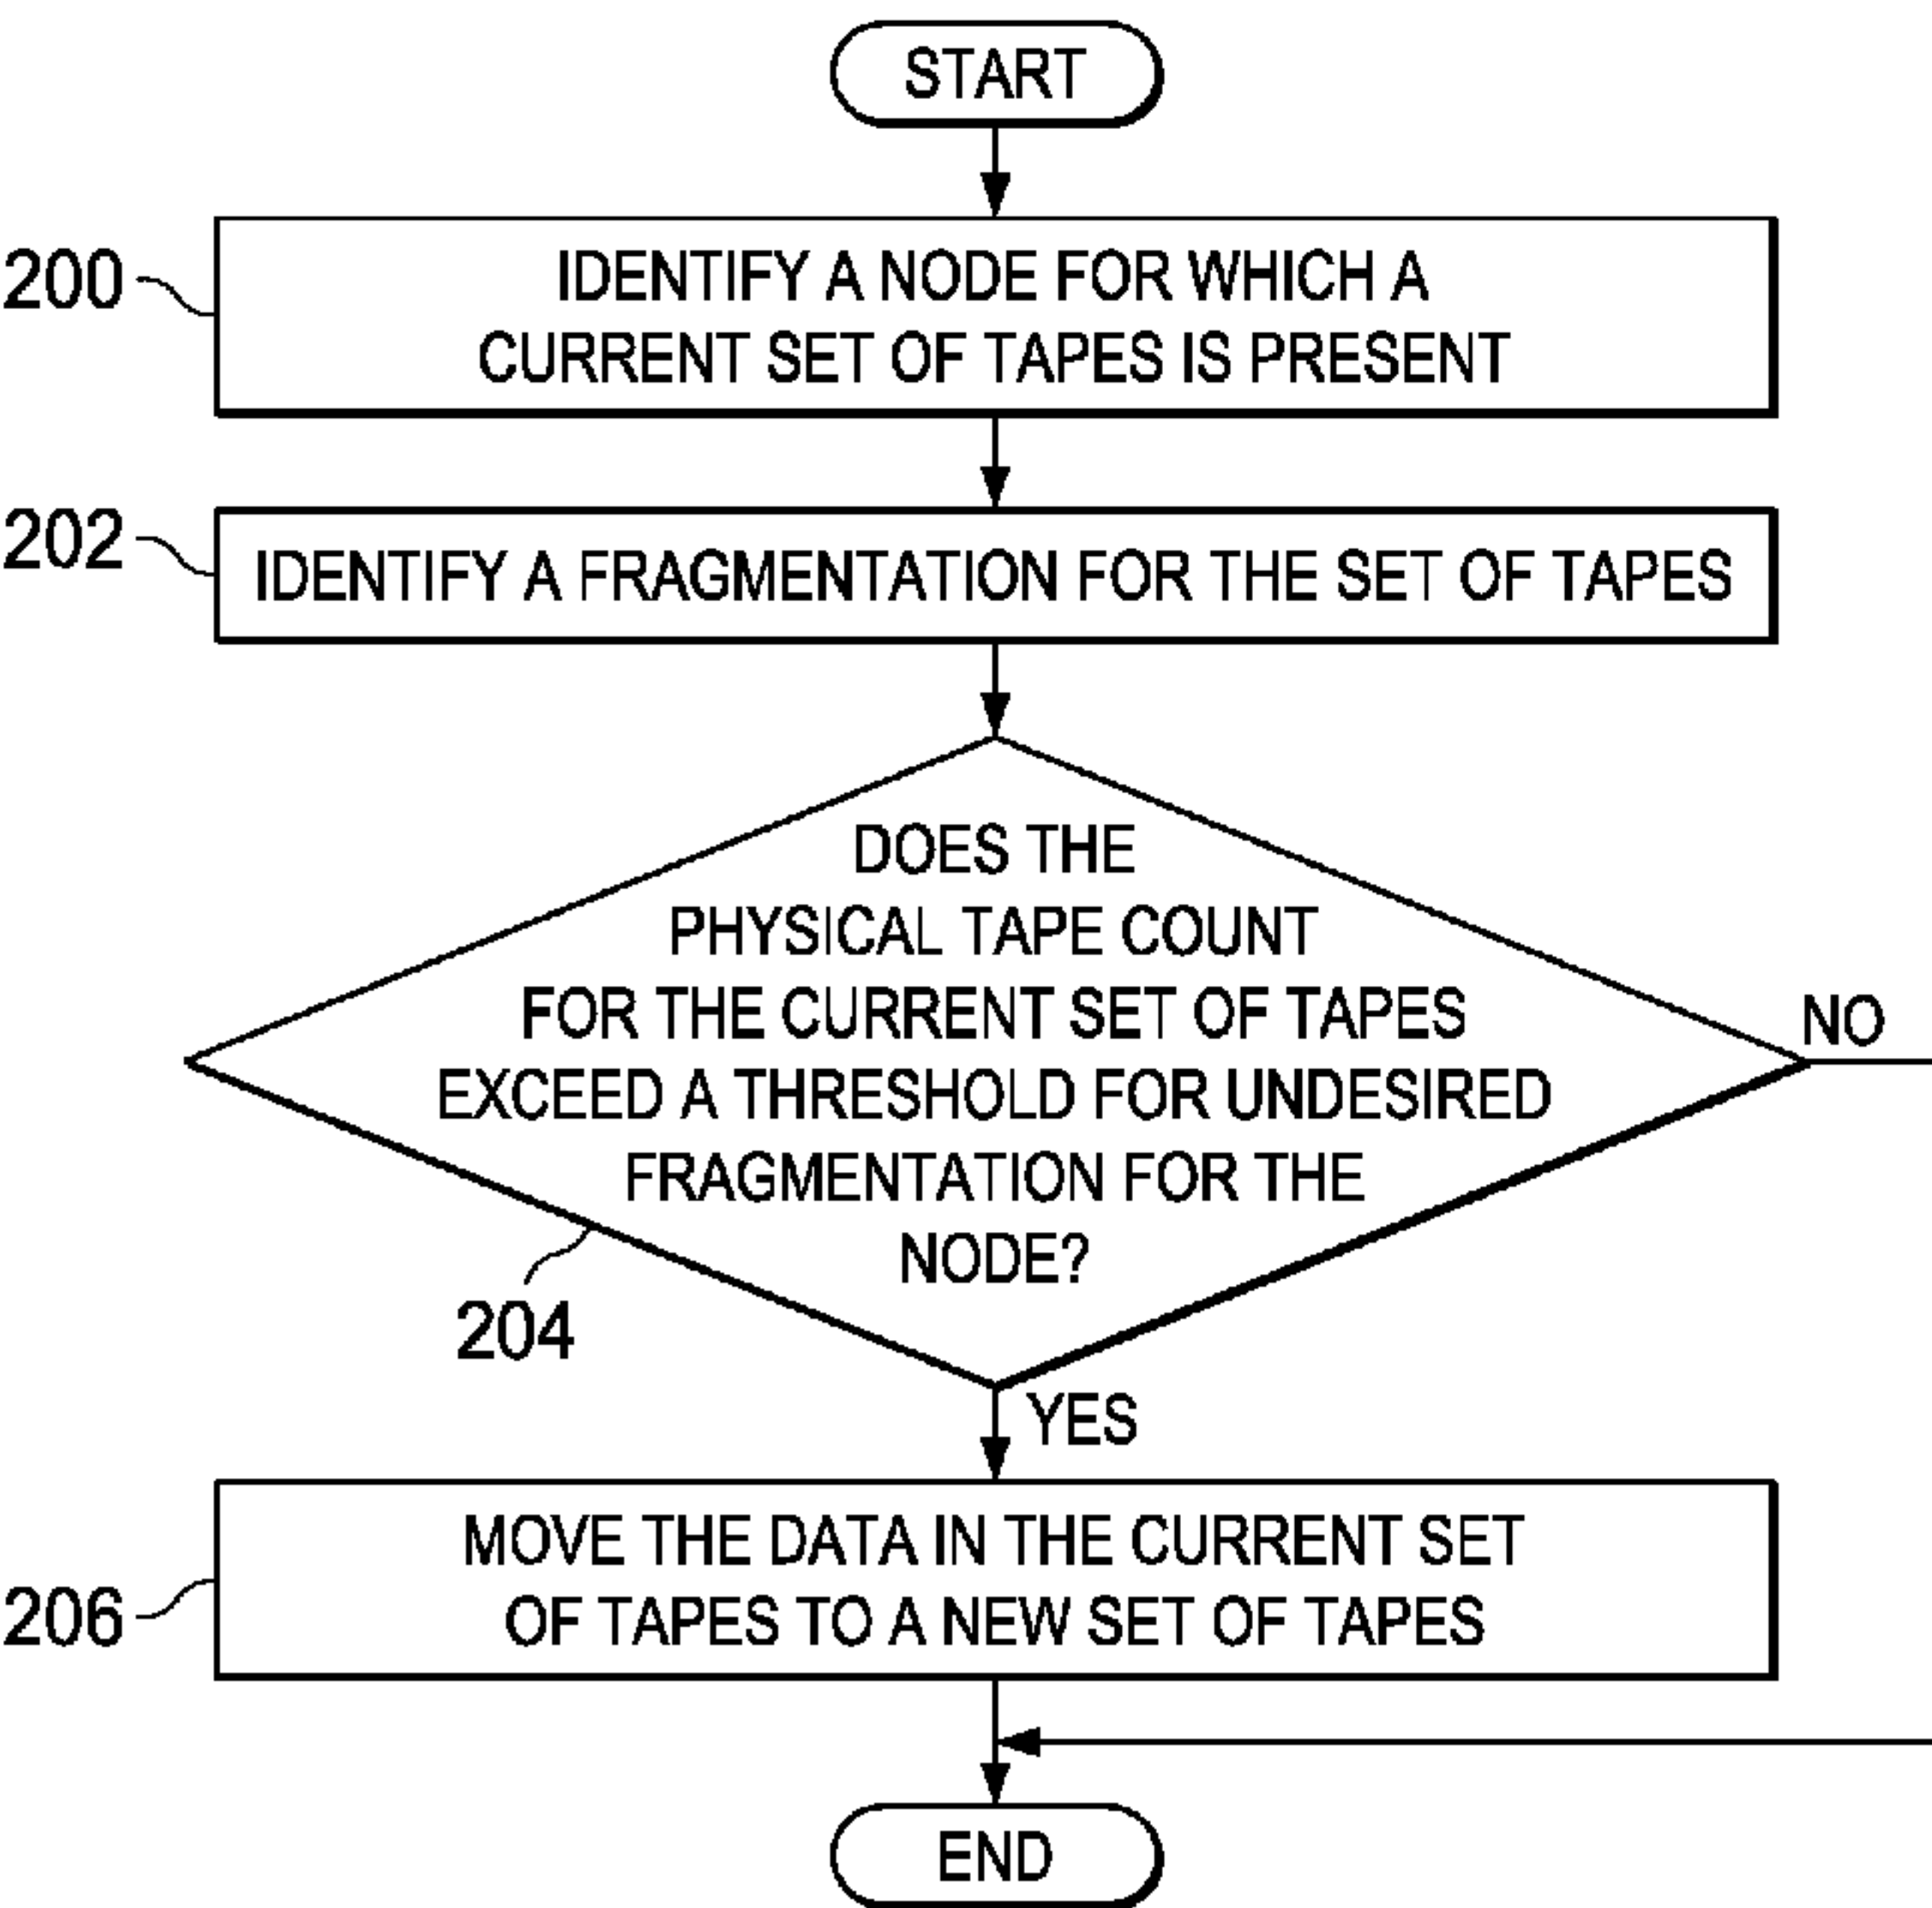 START
200
IDENTIFY A NODE FOR WHICH A
CURRENT SET OF TAPES IS PRESENT
202
IDENTIFY A FRAGMENTATION FOR THE SET OF TAPES
DOES THE
PHYSICAL TAPE COUNT
FOR THE CURRENT SET OF TAPES
EXCEED A THRESHOLD FOR UNDESIRED
FRAGMENTATION FOR THE
NODE?
NO
204
YES
206
MOVE THE DATA IN THE CURRENT SET
OF TAPES TO A NEW SET OF TAPES
END